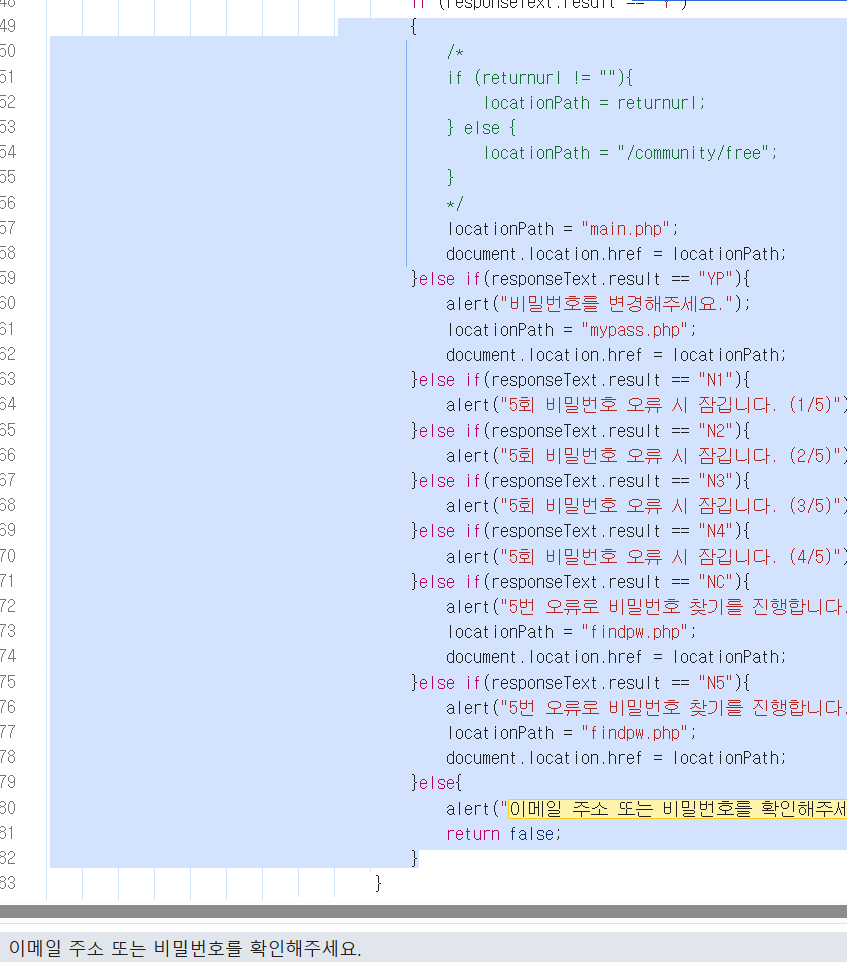 if (responseText.result == "Y")
49 {
50 /*
51 if (returnurl != ""){
52 locationPath = returnurl;
53 } else {
54 locationPath = "/community/free";
55 }
56 */
57 locationPath = "main.php";
58 document.location.href = locationPath;
59 }else if(responseText.result == "YP"){
60 alert("비밀번호를 변경해주세요.");
61 locationPath = "mypass.php";
62 document.location.href = locationPath;
63 }else if(responseText.result == "N1"){
64 alert("5회 비밀번호 오류 시 잠깁니다. (1/5)")
65 }else if(responseText.result == "N2"){
66 alert("5회 비밀번호 오류 시 잠깁니다. (2/5)")
67 }else if(responseText.result == "N3"){
68 alert("5회 비밀번호 오류 시 잠깁니다. (3/5)")
69 }else if(responseText.result == "N4"){
70 alert("5회 비밀번호 오류 시 잠깁니다. (4/5)")
71 }else if(responseText.result == "NC"){
72 alert("5번 오류로 비밀번호 찾기를 진행합니다.
73 locationPath = "findpw.php";
74 document.location.href = locationPath;
75 }else if(responseText.result == "N5"){
76 alert("5번 오류로 비밀번호 찾기를 진행합니다.
77 locationPath = "findpw.php";
78 document.location.href = locationPath;
79 }else{
80 alert("이메일 주소 또는 비밀번호를 확인해주세
81 return false;
82 }
83 }
이메일 주소 또는 비밀번호를 확인해주세요.